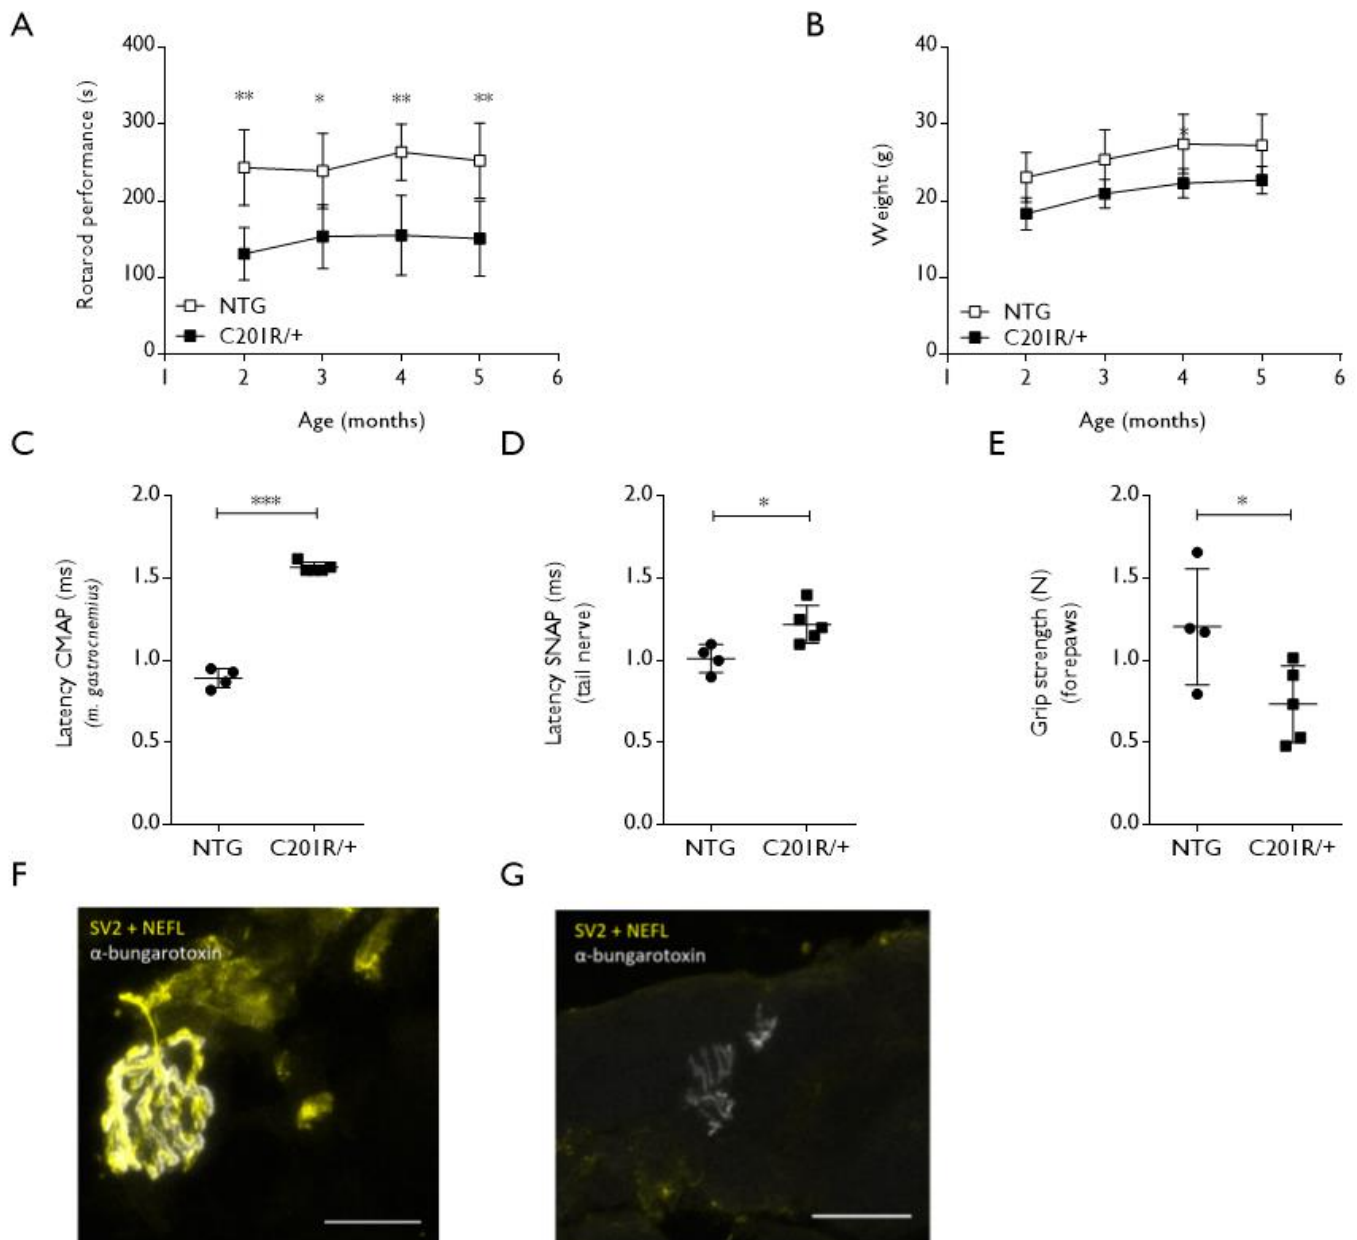 A
400
300
200
100
0
Rotarod performance (s)
** * ** **
NTG
C201R/+
1 2 3 4 5 6
Age (months)
B
40
30
20
10
0
Weight (g)
*
NTG
C201R/+
1 2 3 4 5 6
Age (months)
C
2.0
1.5
1.0
0.5
0.0
Latency CMAP (ms)
(m. gastrocnemius)
***
NTG C201R/+
D
2.0
1.5
1.0
0.5
0.0
Latency SNAP (ms)
(tail nerve)
*
NTG C201R/+
E
2.0
1.5
1.0
0.5
0.0
Grip strength (N)
(forepaws)
*
NTG C201R/+
F
SV2 + NEFL
α-bungarotoxin
G
SV2 + NEFL
α-bungarotoxin